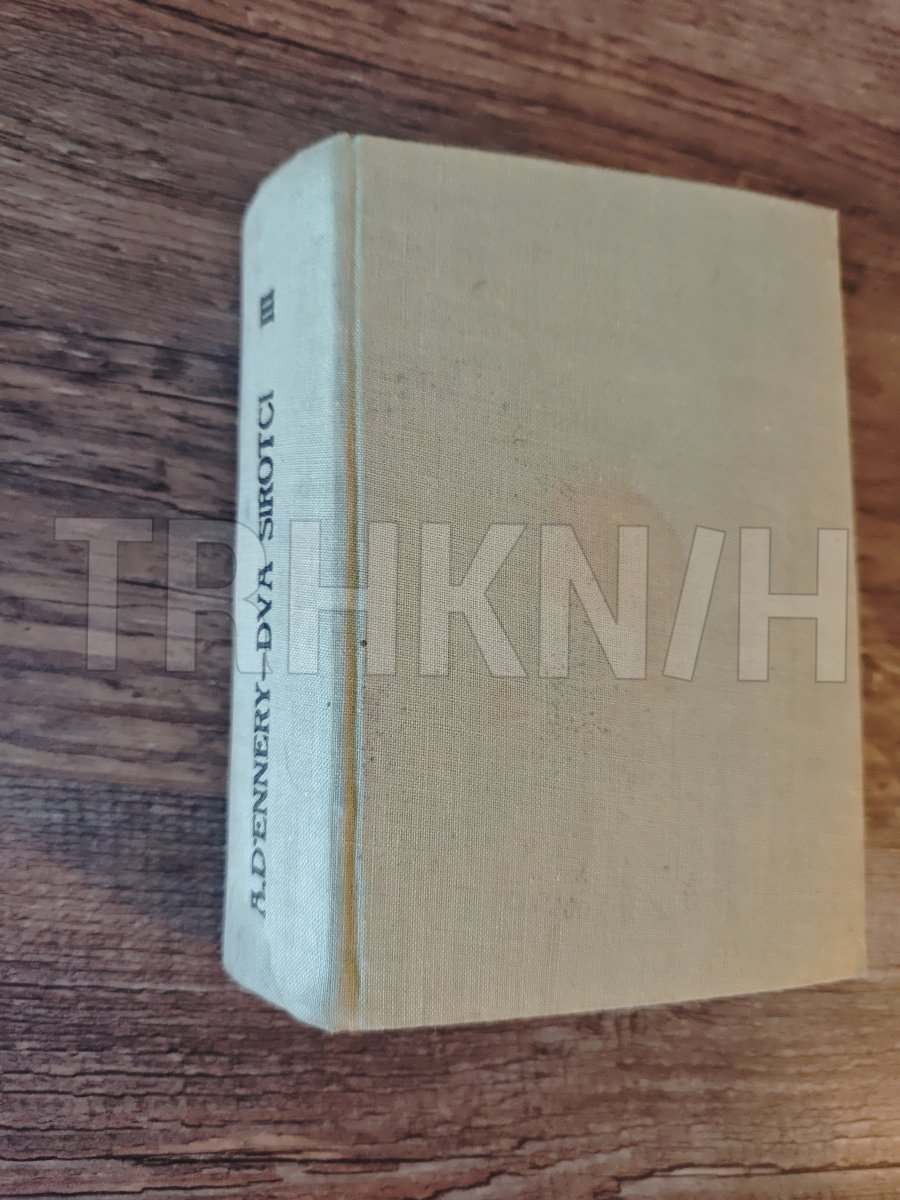 A. D'ENNERY-DVA SIROTCI III
TRHKNIH